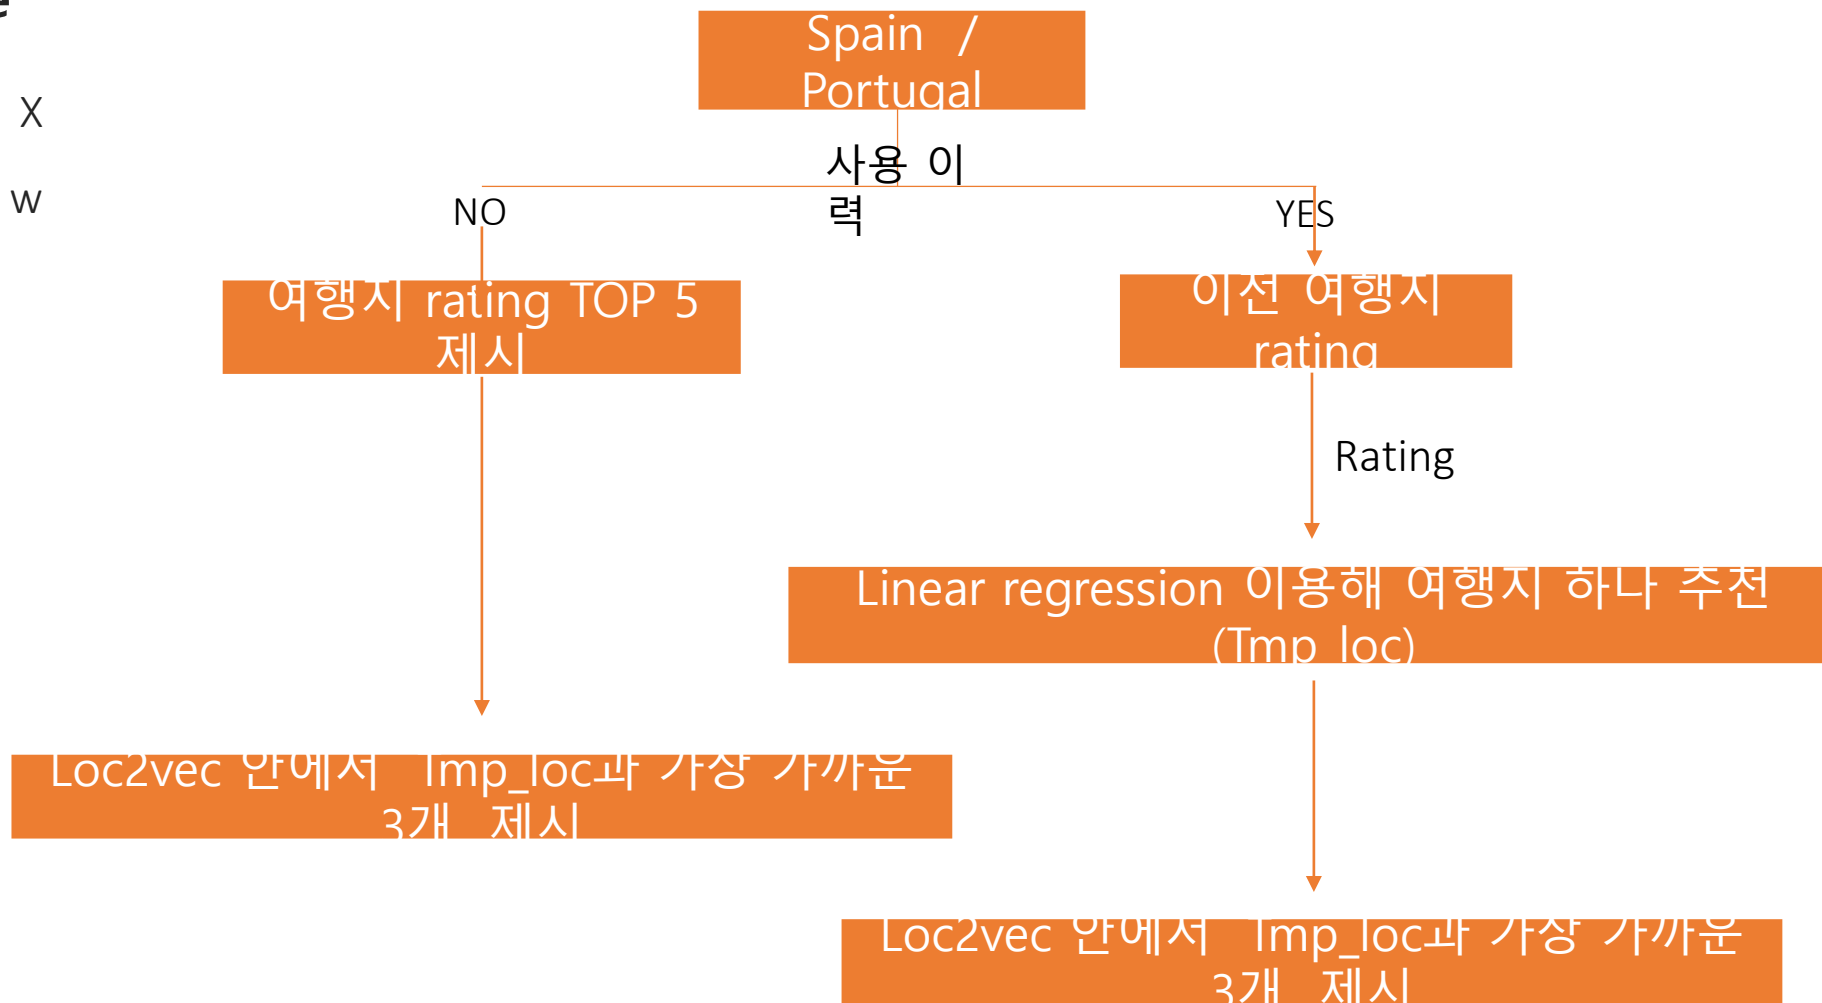 e
Spain /
Portugal
X
사용 이
력
w
NO
YES
여행지 rating TOP 5
제시
이전 여행지
rating
Rating
Linear regression 이용해 여행지 하나 추천
(Tmp_loc)
Loc2vec 안에서 Tmp_loc과 가장 가까운
3개 제시
Loc2vec 안에서 Tmp_loc과 가장 가까운
3개 제시